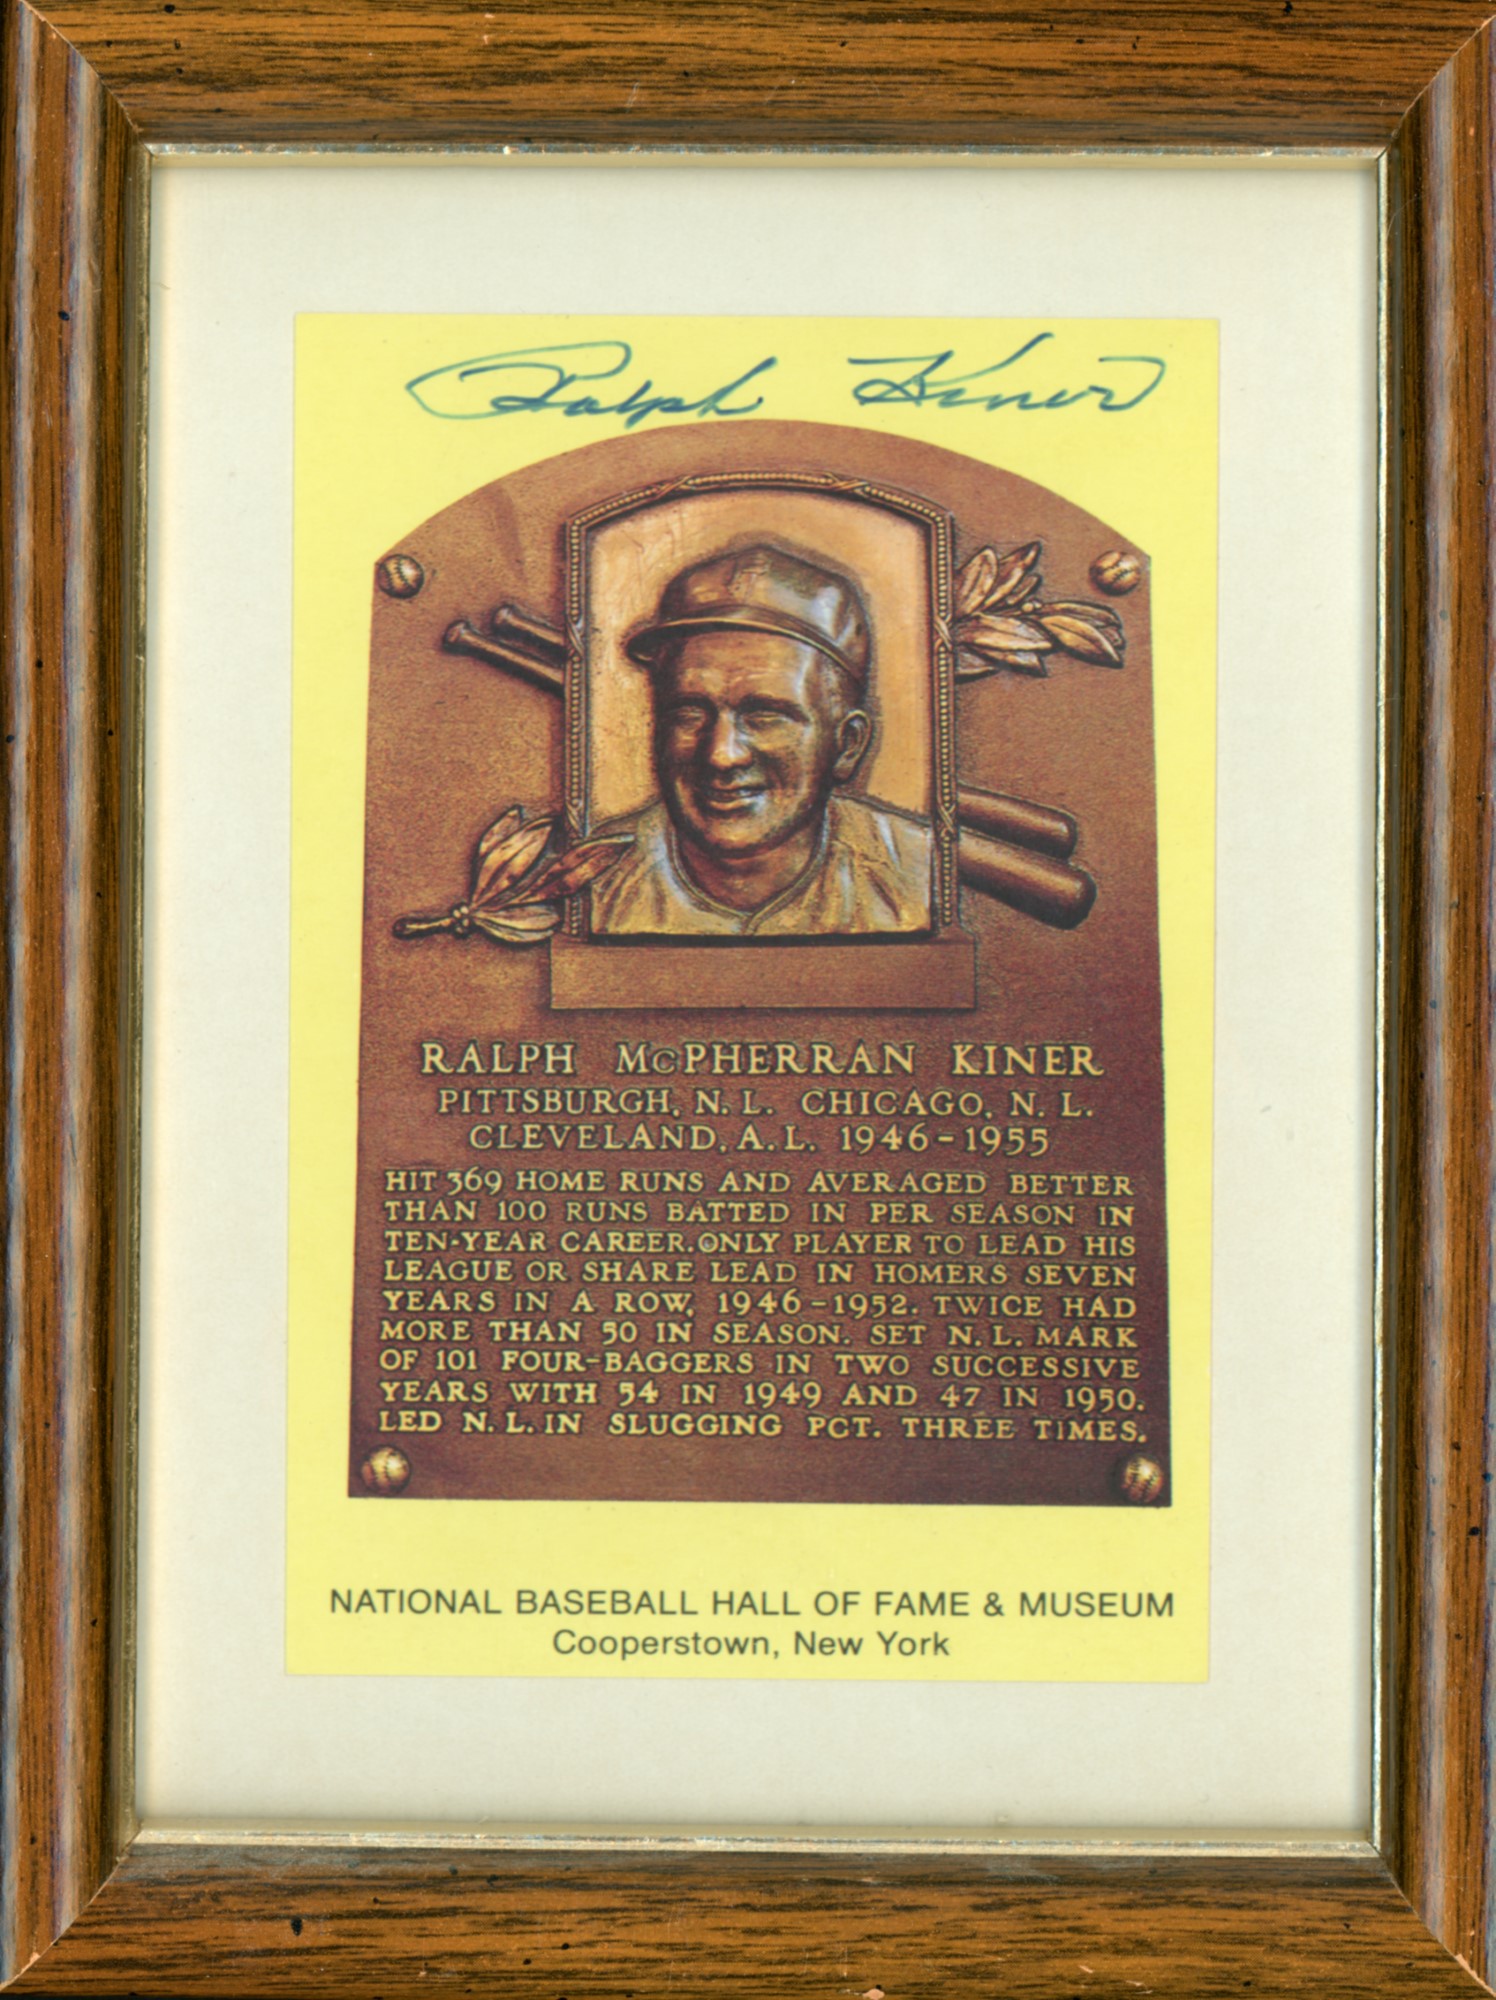 Ralph Kiner
RALPH McPHERRAN KINER
PITTSBURGH, N. L. CHICAGO, N. L.
CLEVELAND, A. L. 1946-1955
HIT 369 HOME RUNS AND AVERAGED BETTER
THAN 100 RUNS BATTED IN PER SEASON IN
TEN-YEAR CAREER. ONLY PLAYER TO LEAD HIS
LEAGUE OR SHARE LEAD IN HOMERS SEVEN
YEARS IN A ROW, 1946-1952. TWICE HAD
MORE THAN 50 IN SEASON. SET N. L. MARK
OF 101 FOUR-BAGGERS IN TWO SUCCESSIVE
YEARS WITH 54 IN 1949 AND 47 IN 1950.
LED N. L. IN SLUGGING PCT. THREE TIMES.
NATIONAL BASEBALL HALL OF FAME & MUSEUM
Cooperstown, New York